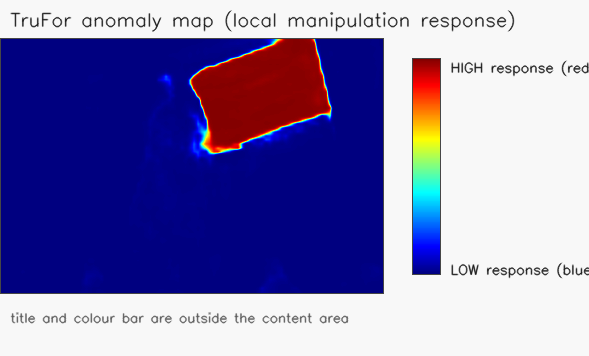 TruFor anomaly map (local manipulation response)
HIGH response (red
LOW response (blue
title and colour bar are outside the content area